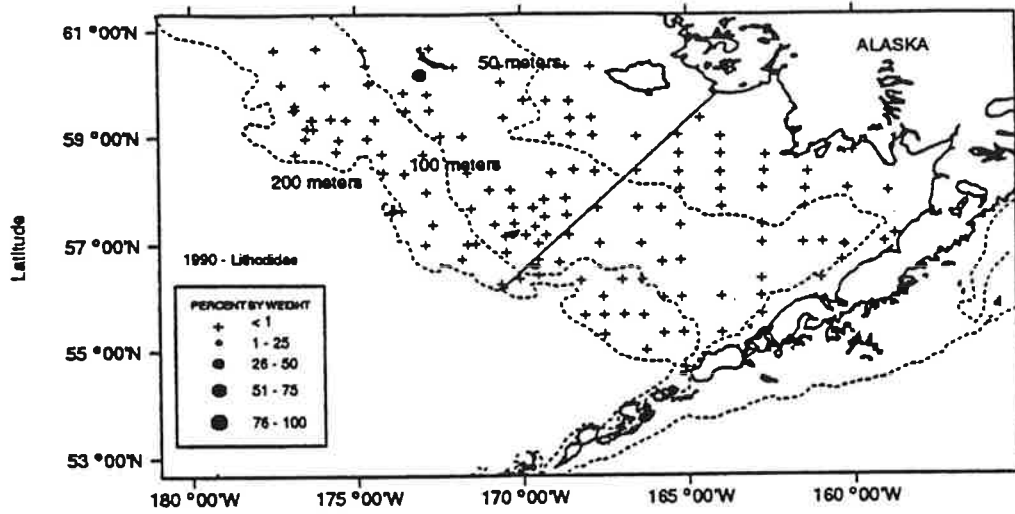 61 °00'N
ALASKA
50 meters
59 °00'N
100 meters
200 meters
57 °00'N
Latitude
1990 - Lithodidae
PERCENT BY WEIGHT
< 1
1 - 25
26 - 50
51 - 75
76 - 100
55 °00'N
53 °00'N
180 °00'W
175 °00'W
170 °00'W
165 °00'W
160 °00'W